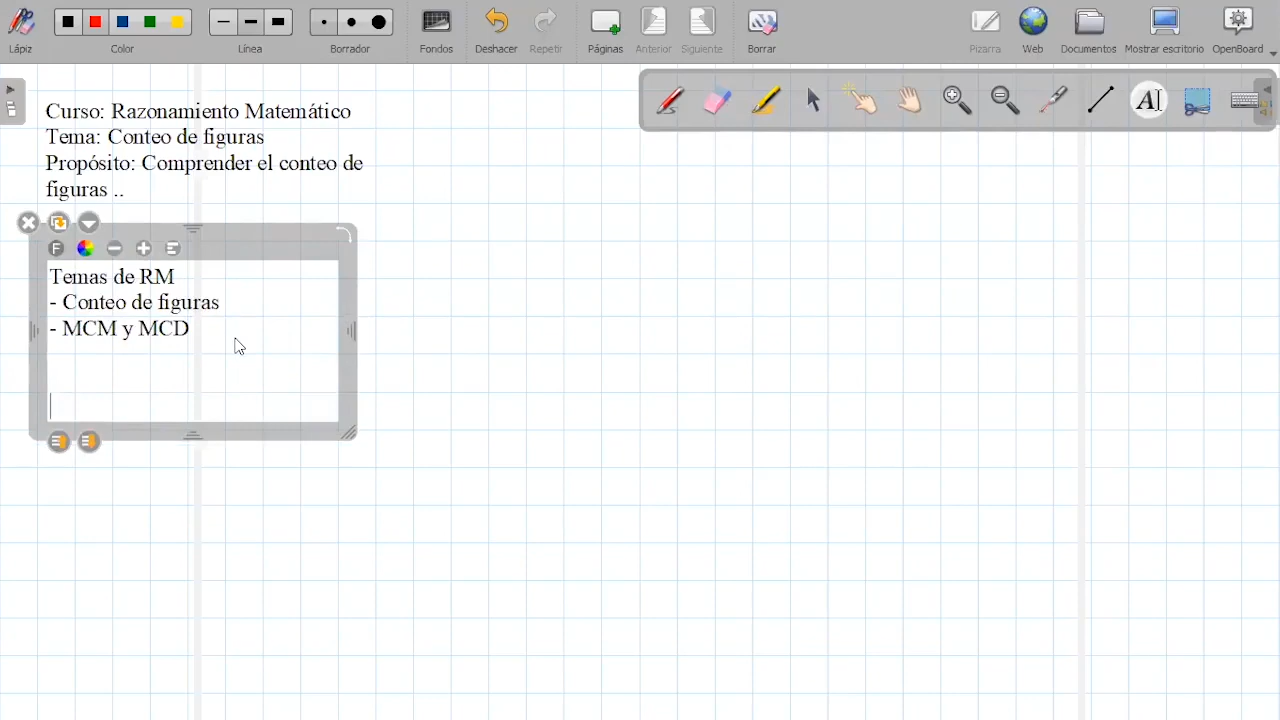 Lápiz
Color
Línea
Borrador
Fondos
Deshacer
Repetir
Páginas
Anterior
Siguiente
Borrar
Pizarra
Web
Documentos
Mostrar escritorio
OpenBoard
Curso: Razonamiento Matemático
Tema: Conteo de figuras
Propósito: Comprender el conteo de
figuras ..
F
Temas de RM
- Conteo de figuras
- MCM y MCD